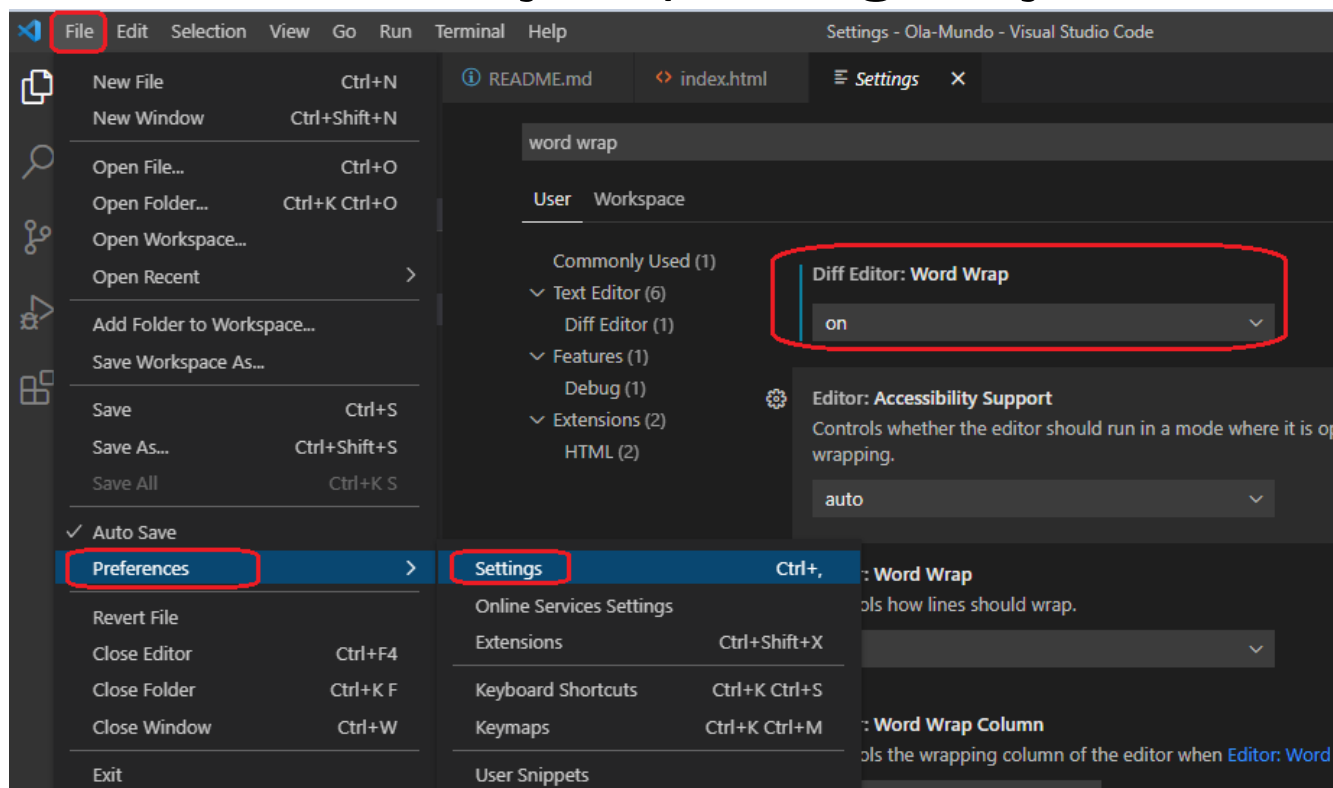 File Edit Selection View Go Run Terminal Help Settings - Ola-Mundo - Visual Studio Code
New File Ctrl+N
New Window Ctrl+Shift+N
Open File... Ctrl+O
Open Folder... Ctrl+K Ctrl+O
Open Workspace...
Open Recent >
Add Folder to Workspace...
Save Workspace As...
Save Ctrl+S
Save As... Ctrl+Shift+S
Save All Ctrl+K S
✓ Auto Save
Preferences >
Revert File
Close Editor Ctrl+F4
Close Folder Ctrl+K F
Close Window Ctrl+W
Exit
Settings Ctrl+,
Online Services Settings
Extensions Ctrl+Shift+X
Keyboard Shortcuts Ctrl+K Ctrl+S
Keymaps Ctrl+K Ctrl+M
User Snippets
README.md index.html Settings ×
word wrap
User Workspace
Commonly Used (1)
Text Editor (6)
Diff Editor (1)
Features (1)
Debug (1)
Extensions (2)
HTML (2)
Diff Editor: Word Wrap
on
Editor: Accessibility Support
Controls whether the editor should run in a mode where it is
wrapping.
auto
: Word Wrap
ols how lines should wrap.
: Word Wrap Column
ols the wrapping column of the editor when Editor: Word